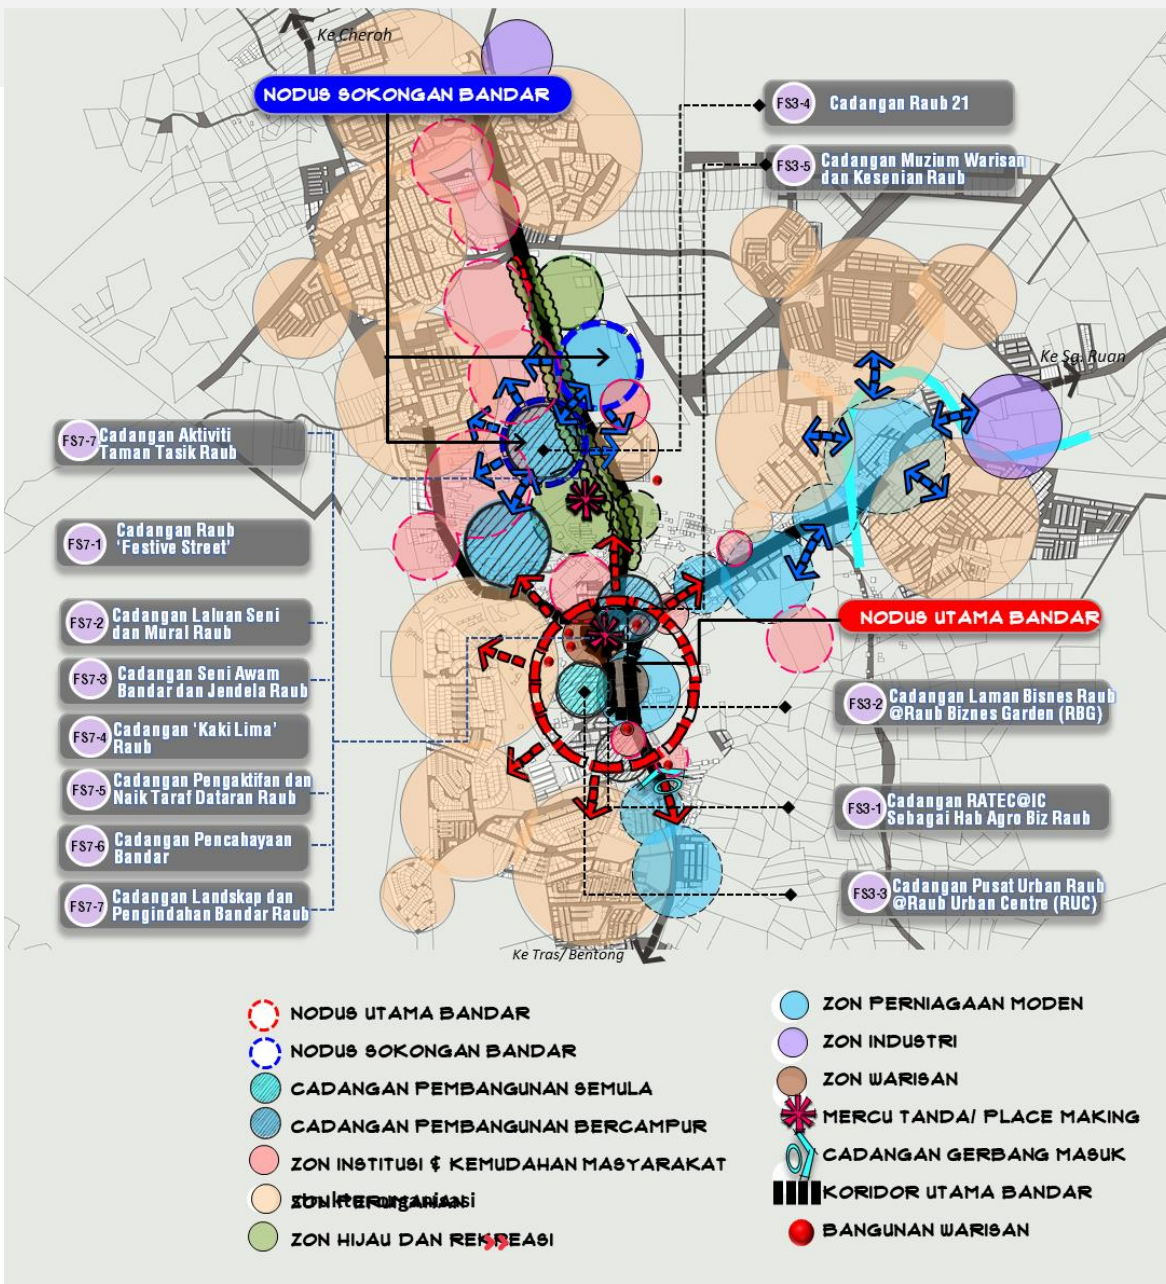 Ke Cheroh
NODUS SOKONGAN BANDAR
FS3-4
Cadangan Raub 21
FS3-5
Cadangan Muzium Warisan
dan Kesenian Raub
Ke Sg. Ruan
FS7-7
Cadangan Aktiviti
Taman Tasik Raub
FS7-1
Cadangan Raub
'Festive Street'
FS7-2
Cadangan Laluan Seni
dan Mural Raub
FS7-3
Cadangan Seni Awam
Bandar dan Jendela Raub
FS7-4
Cadangan 'Kaki Lima'
Raub
FS7-5
Cadangan Pengaktifan dan
Naik Taraf Dataran Raub
FS7-6
Cadangan Pencahayaan
Bandar
FS7-7
Cadangan Landskap dan
Pengindahan Bandar Raub
NODUS UTAMA BANDAR
FS3-2
Cadangan Laman Bisnes Raub
@Raub Biznes Garden (RBG)
FS3-1
Cadangan RATEC@IC
Sebagai Hab Agro Biz Raub
FS3-3
Cadangan Pusat Urban Raub
@Raub Urban Centre (RUC)
Ke Tras/ Bentong
NODUS UTAMA BANDAR
NODUS SOKONGAN BANDAR
CADANGAN PEMBANGUNAN SEMULA
CADANGAN PEMBANGUNAN BERCAMPUR
ZON INSTITUSI & KEMUDAHAN MASYARAKAT
ZON PERUMAHAN
ZON HIJAU DAN REKREASI
ZON PERNIAGAAN MODEN
ZON INDUSTRI
ZON WARISAN
MERCU TANDA/ PLACE MAKING
CADANGAN GERBANG MASUK
KORIDOR UTAMA BANDAR
BANGUNAN WARISAN